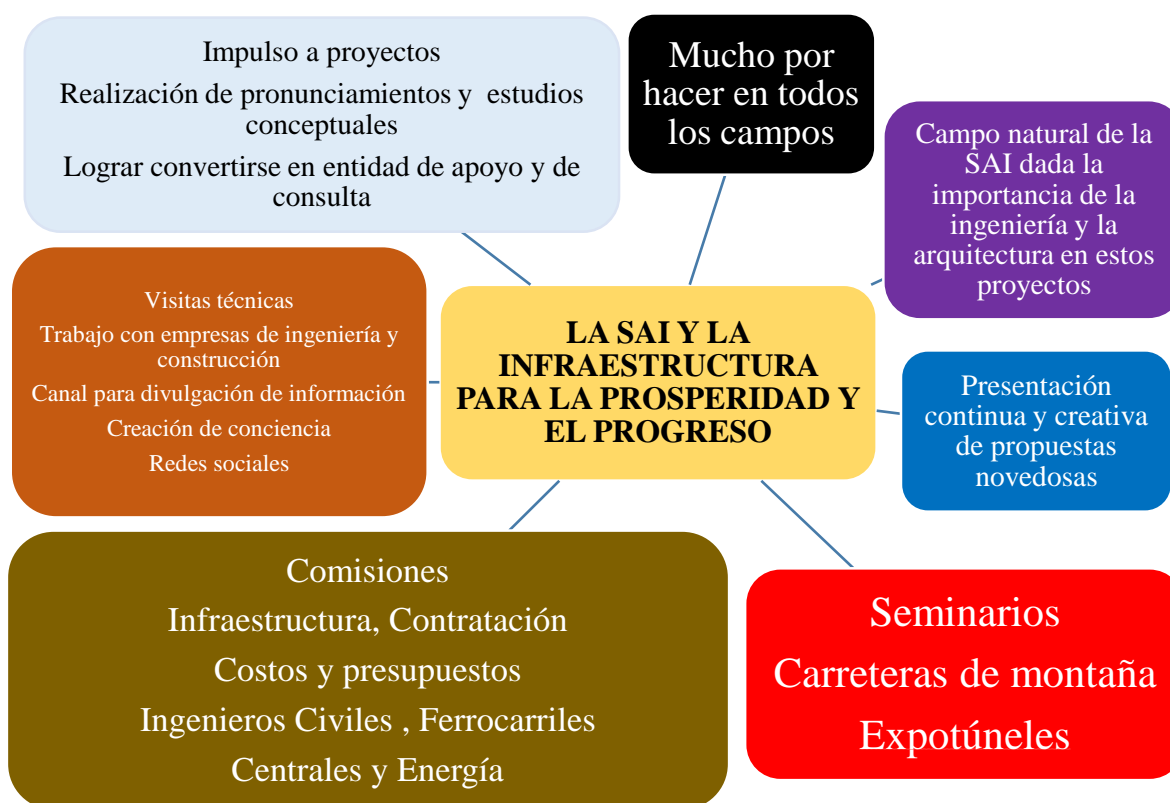 Impulso a proyectos
Realización de pronunciamientos y estudios
conceptuales
Lograr convertirse en entidad de apoyo y de
consulta
Mucho por
hacer en todos
los campos
Campo natural de la
SAI dada la
importancia de la
ingeniería y la
arquitectura en estos
proyectos
Visitas técnicas
Trabajo con empresas de ingeniería y
construcción
Canal para divulgación de información
Creación de conciencia
Redes sociales
LA SAI Y LA
INFRAESTRUCTURA
PARA LA PROSPERIDAD Y
EL PROGRESO
Presentación
continua y creativa
de propuestas
novedosas
Comisiones
Infraestructura, Contratación
Costos y presupuestos
Ingenieros Civiles , Ferrocarriles
Centrales y Energía
Seminarios
Carreteras de montaña
Expotúneles